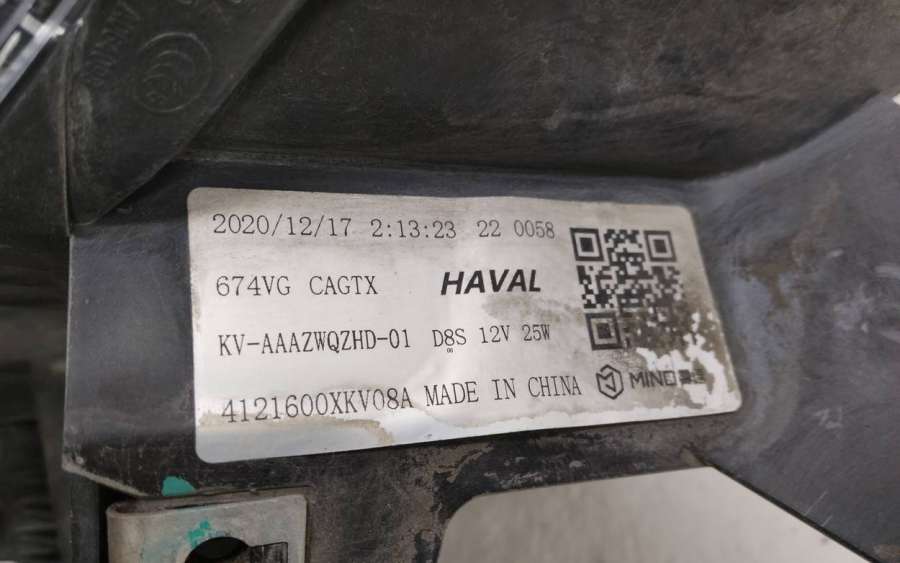 2020/12/17 2:13:23 22 0058
674VG CAGTX HAVAL
KV-AAAZWQZHD-01 D8S 12V 25W
4121600XKV08A MADE IN CHINA MIND